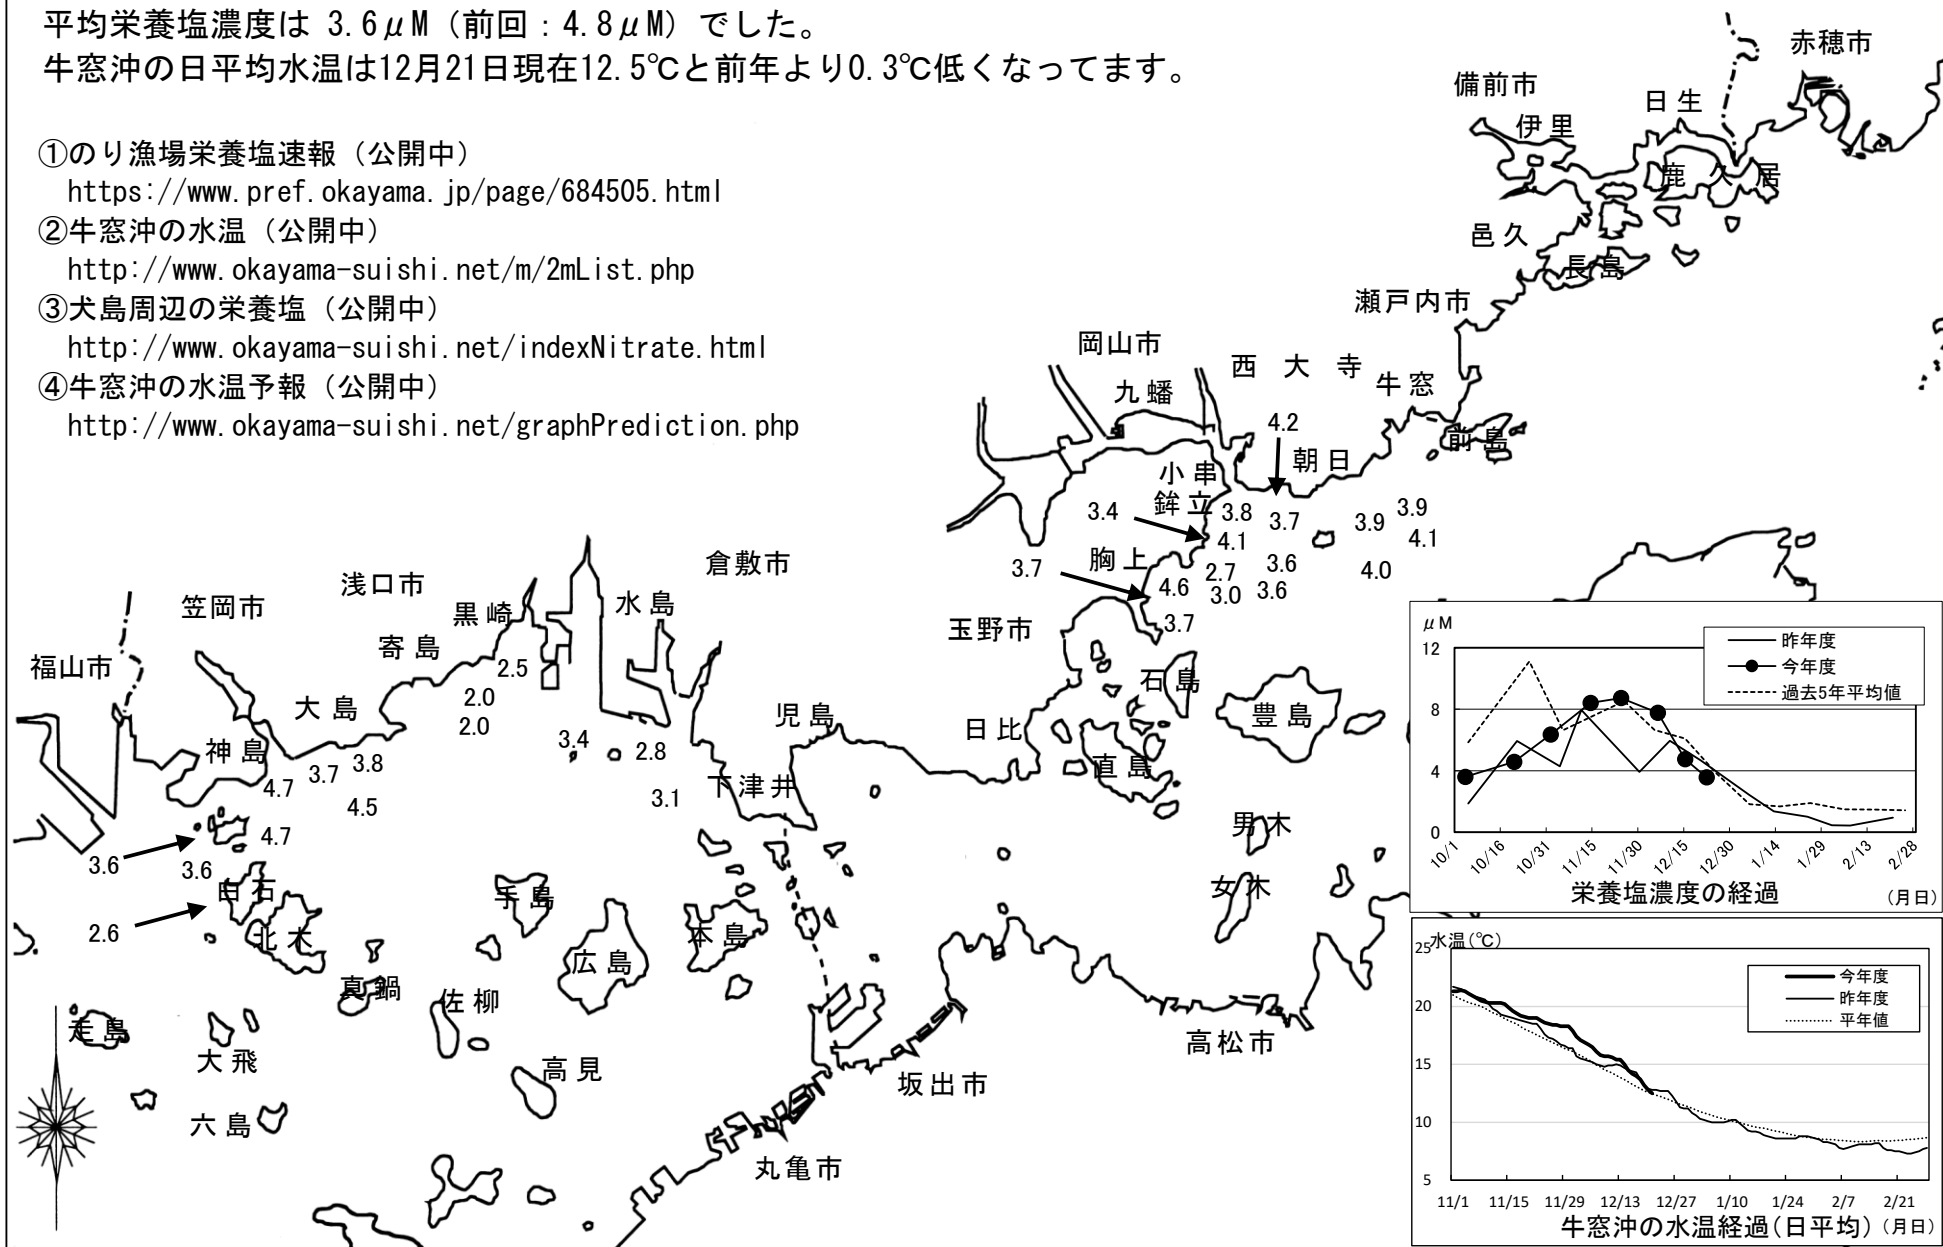 平均栄養塩濃度は 3.6μM（前回：4.8μM）でした。
牛窓沖の日平均水温は12月21日現在12.5℃と前年より0.3℃低くなってます。
①のり漁場栄養塩速報（公開中）
https://www.pref.okayama.jp/page/684505.html
②牛窓沖の水温（公開中）
http://www.okayama-suishi.net/m/2mList.php
③犬島周辺の栄養塩（公開中）
http://www.okayama-suishi.net/indexNitrate.html
④牛窓沖の水温予報（公開中）
http://www.okayama-suishi.net/graphPrediction.php
赤穂市
備前市
日生
伊里
鹿久居
邑久
長島
瀬戸内市
岡山市
西大寺
牛窓
九蟠
4.2
前島
朝日
小串
鉾立
3.4
3.8
3.7
3.9
3.9
4.1
4.1
3.7
胸上
3.6
4.0
2.7
4.6
3.0
3.6
3.7
倉敷市
浅口市
笠岡市
黒崎
水島
玉野市
寄島
福山市
2.5
石島
2.0
大島
2.0
児島
日比
豊島
3.4
2.8
神島
3.8
3.7
直島
4.7
下津井
3.1
4.5
男木
4.7
3.6
3.6
白石
女木
手島
2.6
北木
本島
広島
真鍋
佐柳
走島
大飛
高見
高松市
坂出市
六島
丸亀市
μM
昨年度
今年度
過去5年平均値
12
8
4
0
10/1
10/16
10/31
11/15
11/30
12/15
12/30
1/14
1/29
2/13
2/28
栄養塩濃度の経過
（月日）
水温(℃)
今年度
昨年度
平年値
25
20
15
10
5
11/1
11/15
11/29
12/13
12/27
1/10
1/24
2/7
2/21
牛窓沖の水温経過(日平均)
（月日）